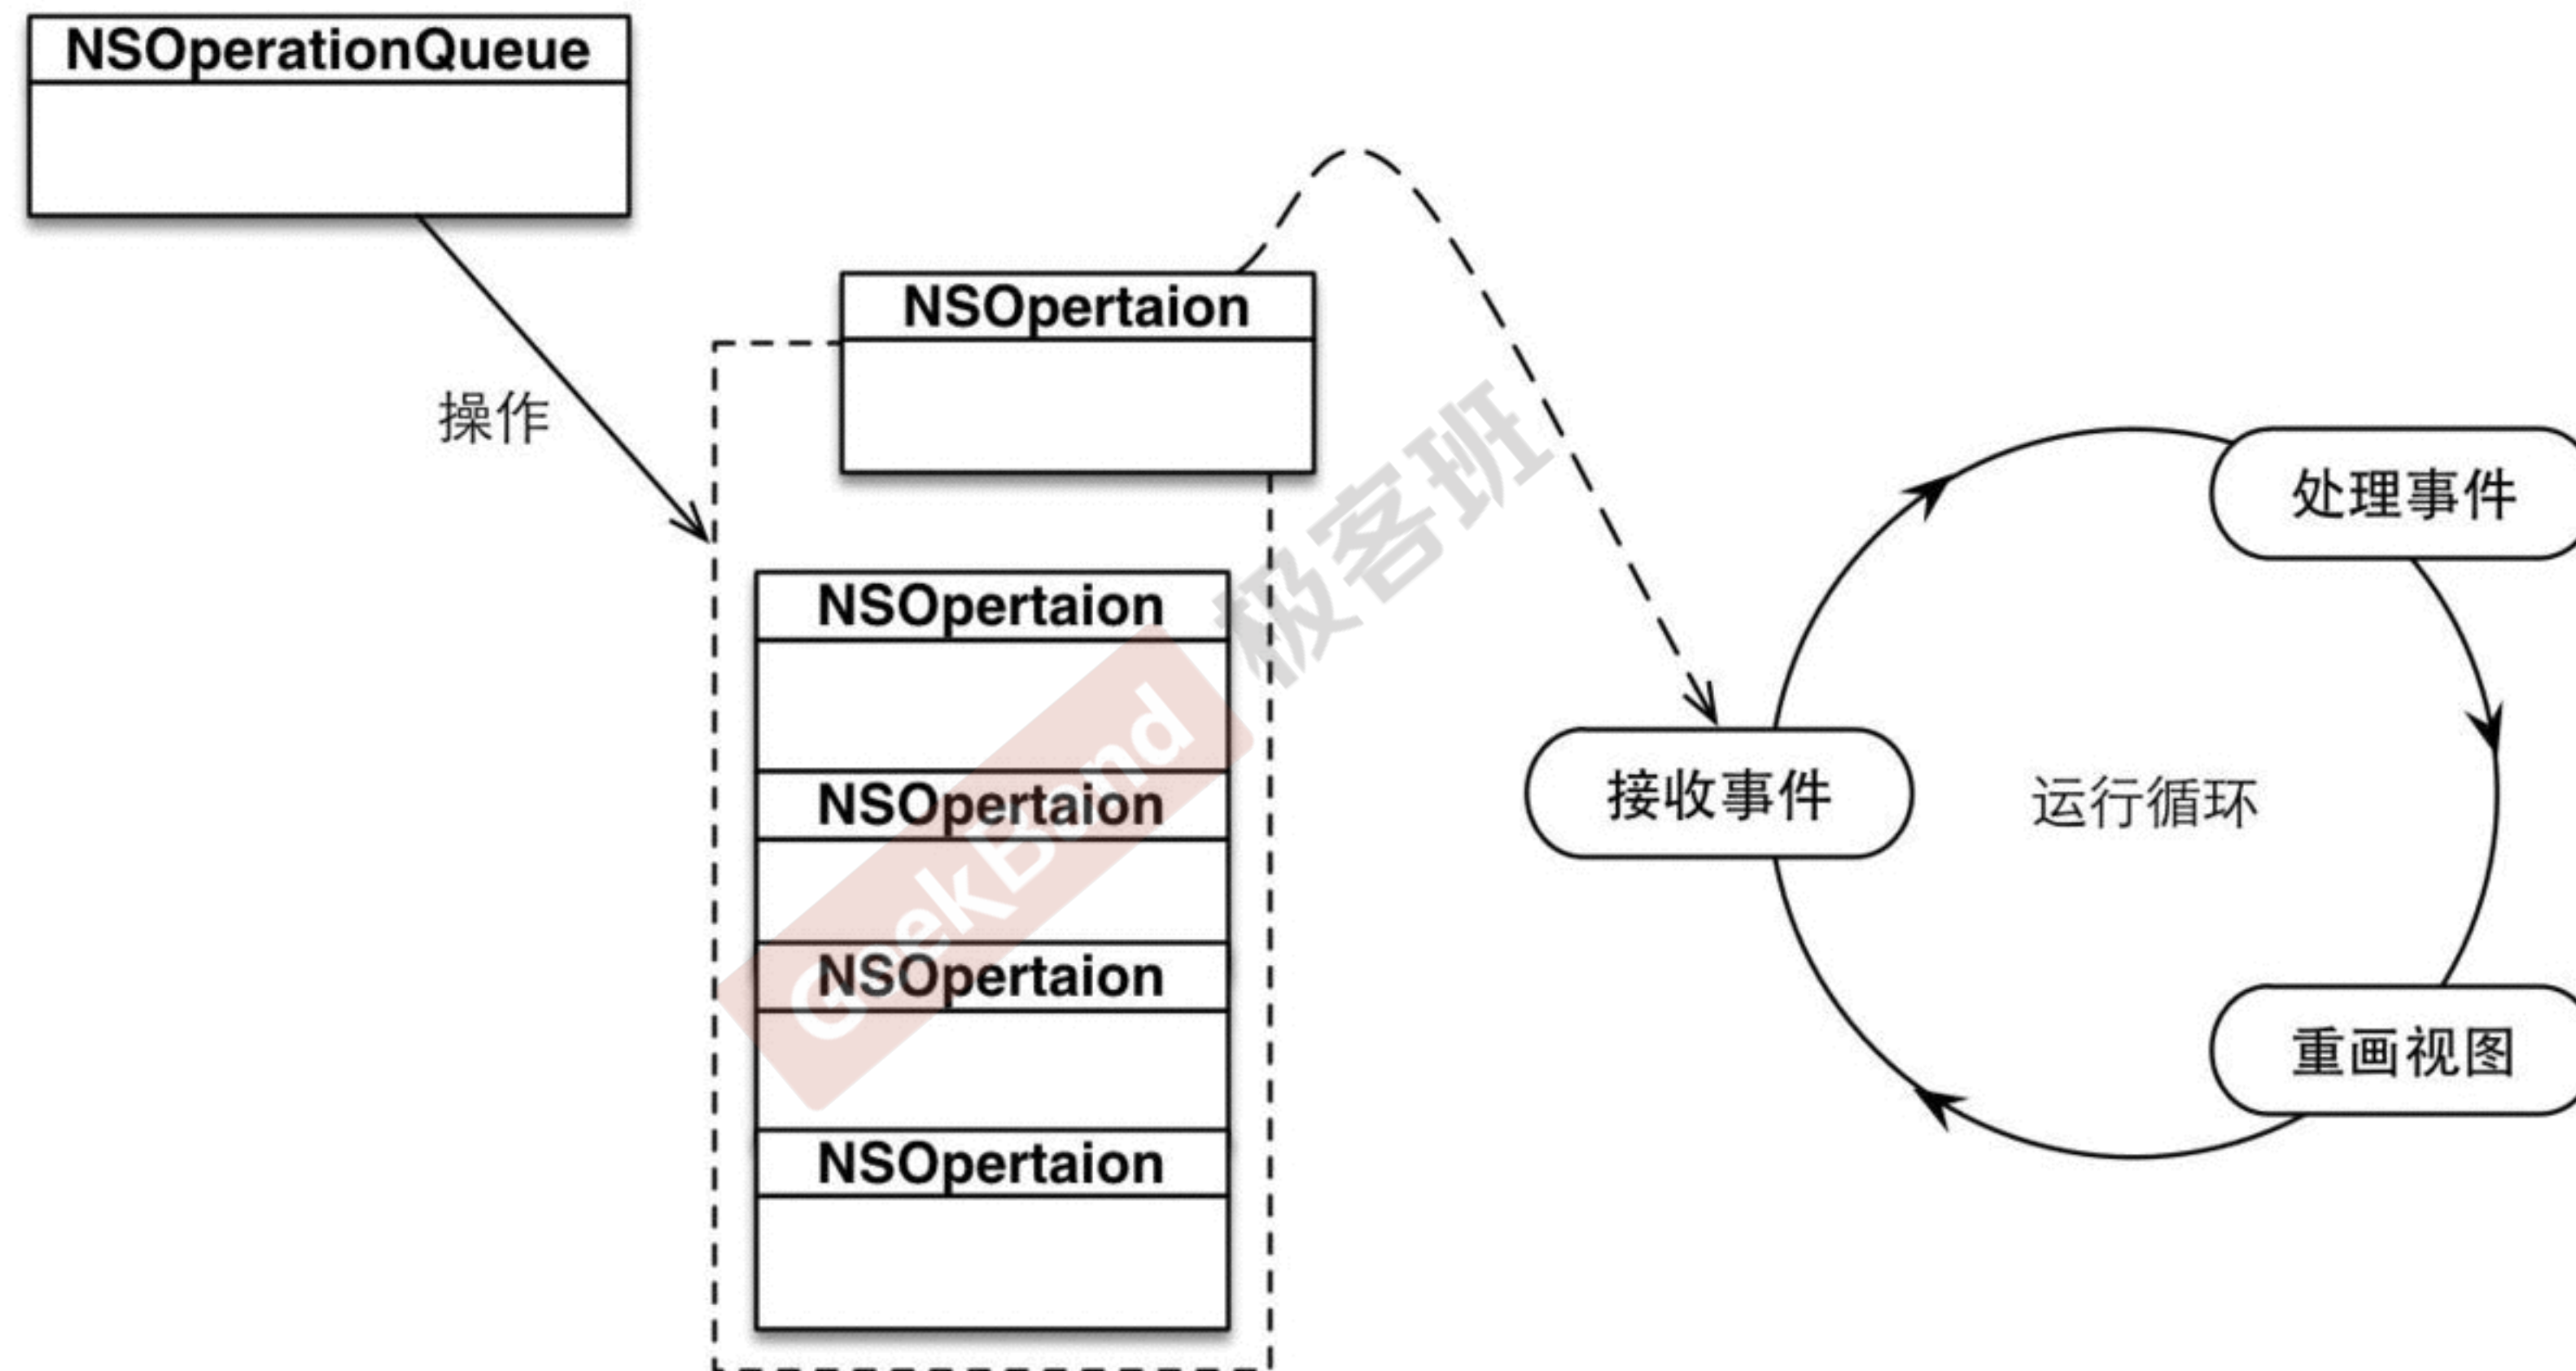 NSOperationQueue
操作
NSOpertaion
NSOpertaion
NSOpertaion
NSOpertaion
NSOpertaion
GeekBand 极客班
接收事件
处理事件
运行循环
重画视图